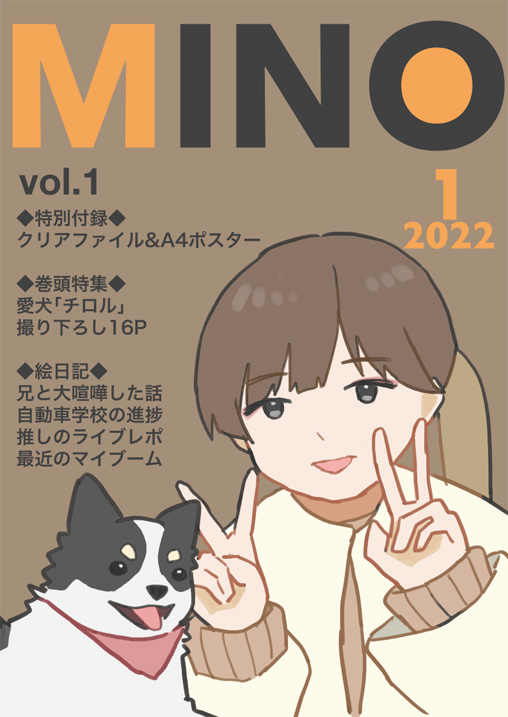 MINO
vol.1
1
2022
◆特別付録◆
クリアファイル&A4ポスター
◆巻頭特集◆
愛犬「チロル」
撮り下ろし16P
◆絵日記◆
兄と大喧嘩した話
自動車学校の進捗
推しのライブレポ
最近のマイブーム